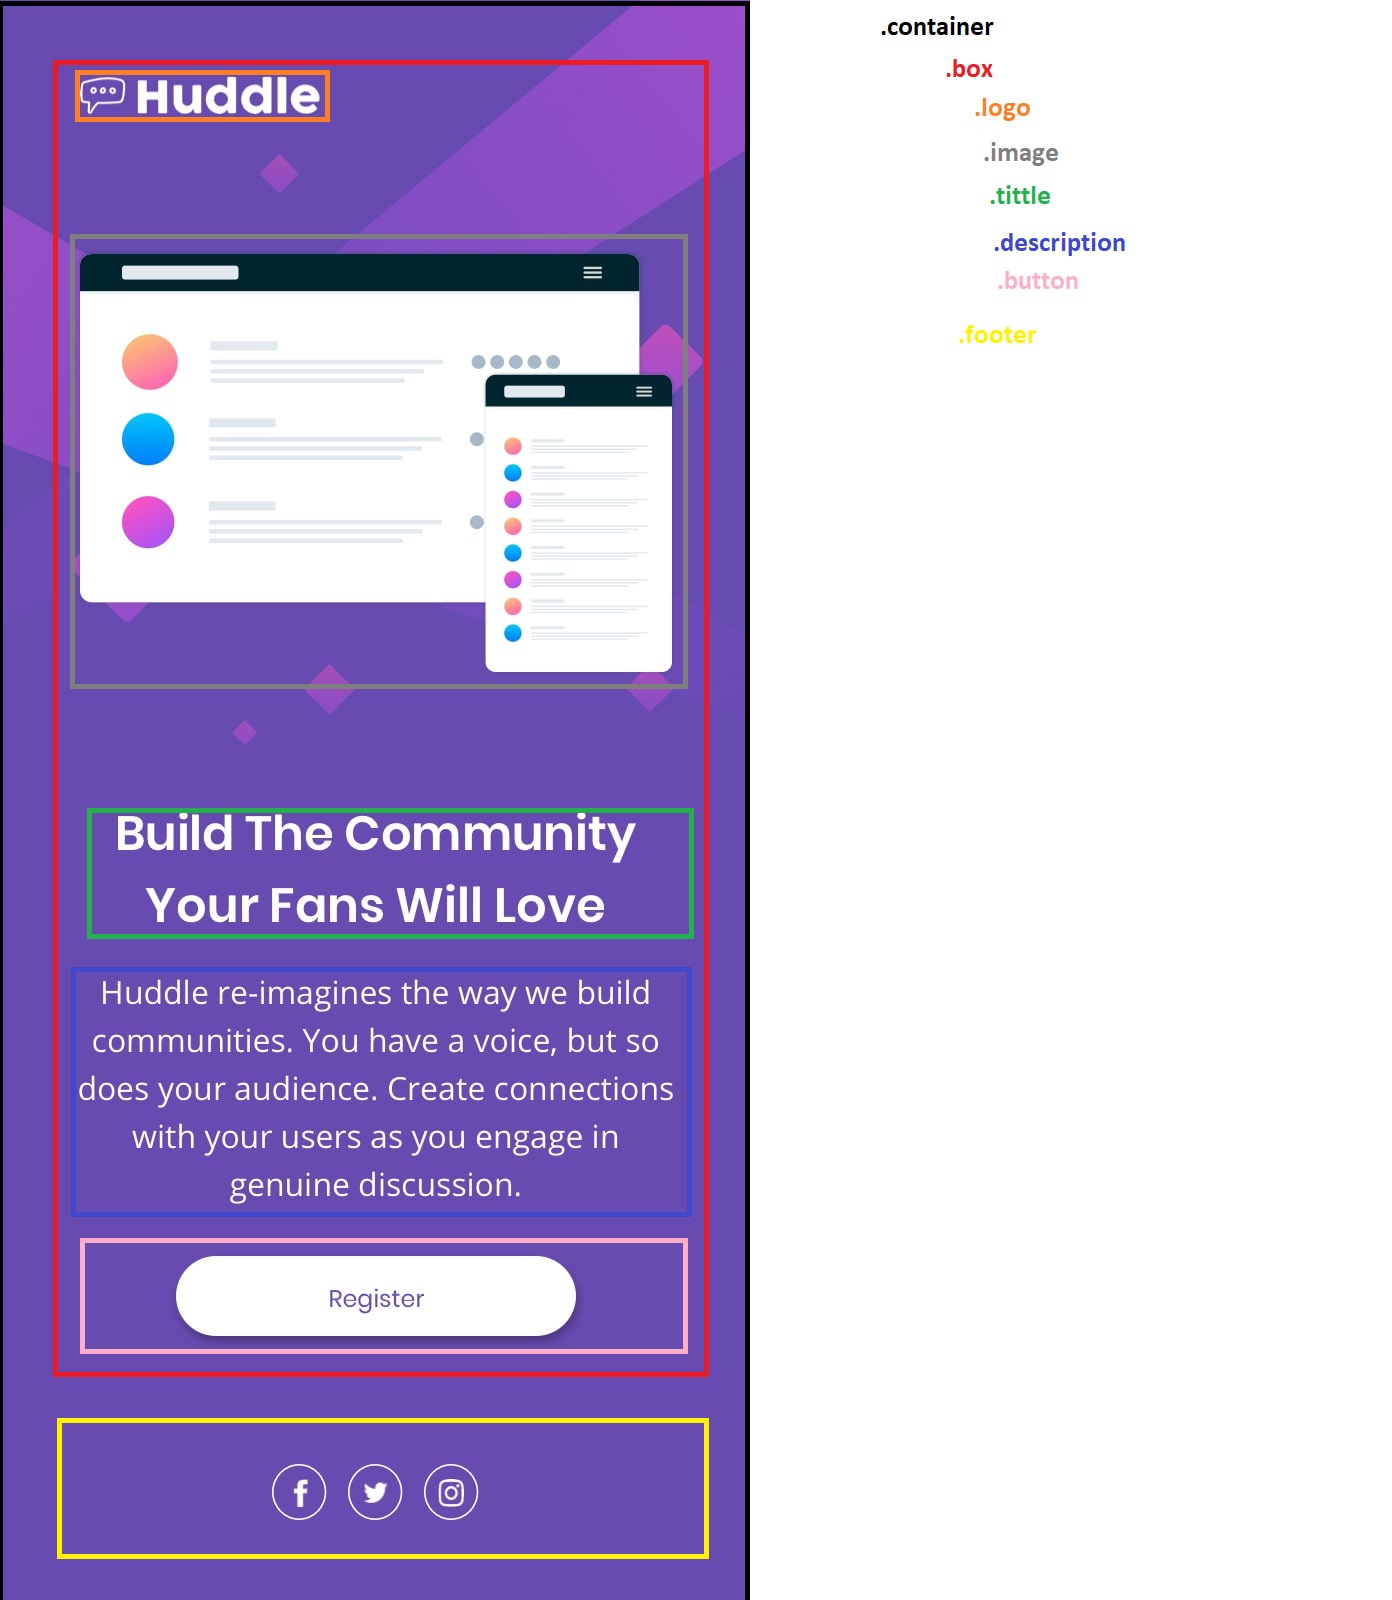 Huddle
Build The Community
Your Fans Will Love
Huddle re-imagines the way we build
communities. You have a voice, but so
does your audience. Create connections
with your users as you engage in
genuine discussion.
Register
.container
.box
.logo
.image
.tittle
.description
.button
.footer